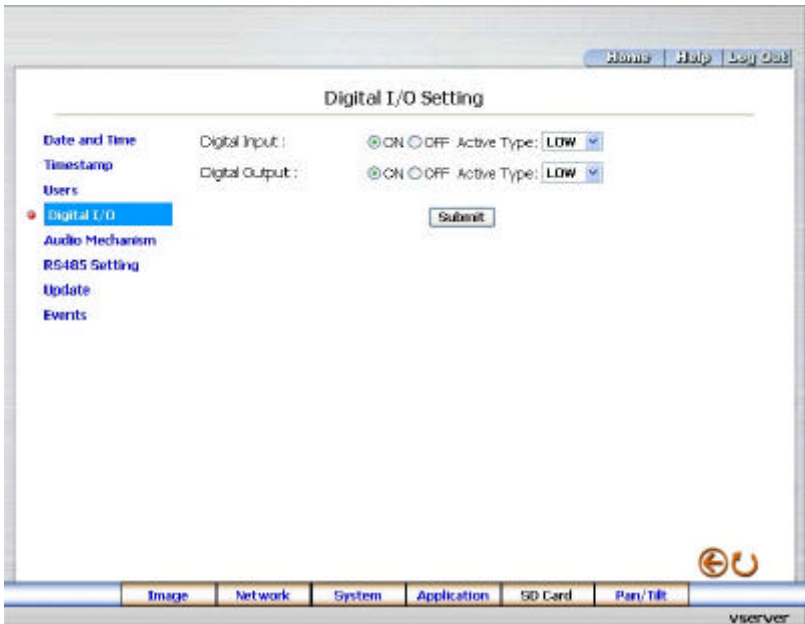 Home Help Log Out
Digital I/O Setting
Date and Time
Timestamp
Users
Digital I/O
Audio Mechanism
RS485 Setting
Update
Events
Digital Input : ON OFF Active Type: LOW
Digital Output : ON OFF Active Type: LOW
Submit
Image Network System Application SD Card Pan/Tilt
vserver